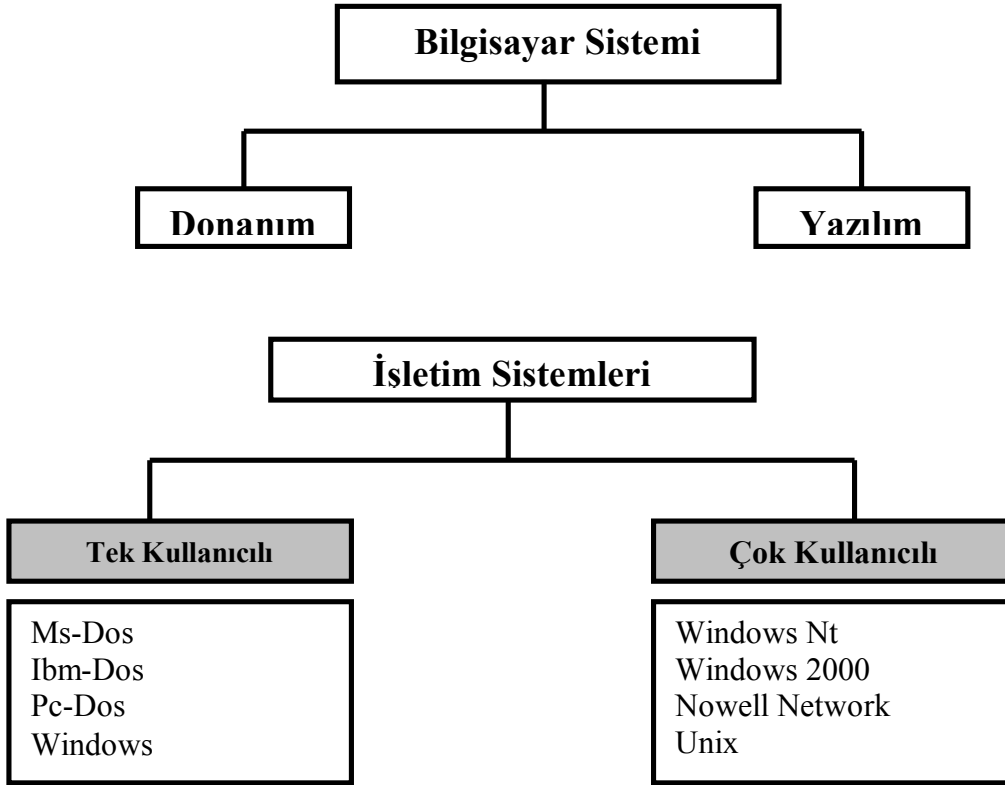 Bilgisayar Sistemi
Donanım
Yazılım
İşletim Sistemleri
Tek Kullanıcılı
Çok Kullanıcılı
Ms-Dos
Ibm-Dos
Pc-Dos
Windows
Windows Nt
Windows 2000
Nowell Network
Unix